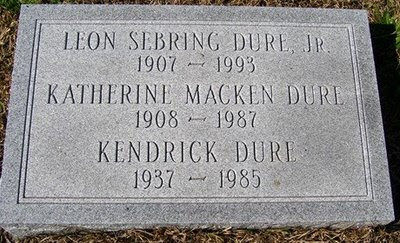 LEON SEBRING DURE, JR.
1907 – 1993
KATHERINE MACKEN DURE
1908 – 1987
KENDRICK DURE
1937 – 1985